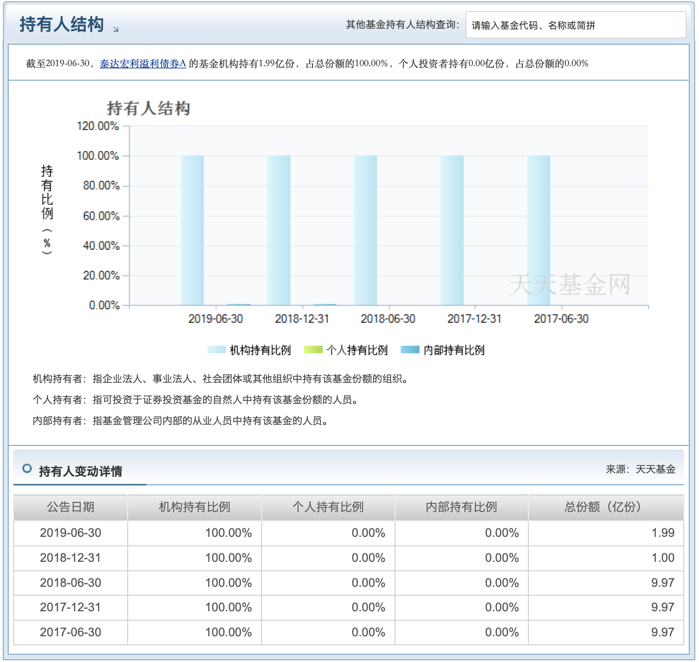 持有人结构
其他基金持有人结构查询： 请输入基金代码、名称或简拼
截至2019-06-30，泰达宏利溢利债券A 的基金机构持有1.99亿份，占总份额的100.00%，个人投资者持有0.00亿份，占总份额的0.00%
持有人结构
120.00%
100.00%
80.00%
60.00%
40.00%
20.00%
0.00%
持有比例（%）
天天基金网
2019-06-30 2018-12-31 2018-06-30 2017-12-31 2017-06-30
机构持有比例 个人持有比例 内部持有比例
机构持有者：指企业法人、事业法人、社会团体或其他组织中持有该基金份额的组织。
个人持有者：指可投资于证券投资基金的自然人中持有该基金份额的人员。
内部持有者：指基金管理公司内部的从业人员中持有该基金的人员。
持有人变动详情 来源：天天基金
公告日期 机构持有比例 个人持有比例 内部持有比例 总份额（亿份）
2019-06-30 100.00% 0.00% 0.00% 1.99
2018-12-31 100.00% 0.00% 0.00% 1.00
2018-06-30 100.00% 0.00% 0.00% 9.97
2017-12-31 100.00% 0.00% 0.00% 9.97
2017-06-30 100.00% 0.00% 0.00% 9.97